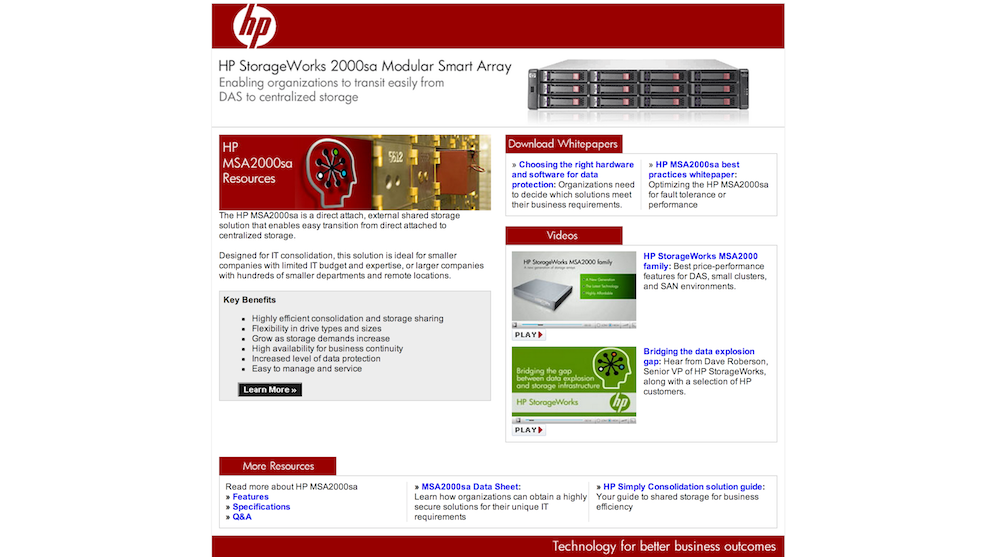 hp
HP StorageWorks 2000sa Modular Smart Array
Enabling organizations to transit easily from
DAS to centralized storage
HP
MSA2000sa
Resources
5612
The HP MSA2000sa is a direct attach, external shared storage
solution that enables easy transition from direct attached to
centralized storage.
Designed for IT consolidation, this solution is ideal for smaller
companies with limited IT budget and expertise, or larger companies
with hundreds of smaller departments and remote locations.
Key Benefits
• Highly efficient consolidation and storage sharing
• Flexibility in drive types and sizes
• Grow as storage demands increase
• High availability for business continuity
• Increased level of data protection
• Easy to manage and service
Learn More »
Download Whitepapers
» Choosing the right hardware
and software for data
protection: Organizations need
to decide which solutions meet
their business requirements.
» HP MSA2000sa best
practices whitepaper:
Optimizing the HP MSA2000sa
for fault tolerance or
performance
Videos
HP StorageWorks MSA2000 family
A new generation of storage arrays
A New Generation
The Latest Technology
Highly Affordable
PLAY
HP StorageWorks MSA2000
family: Best price-performance
features for DAS, small clusters,
and SAN environments.
Bridging the gap
between data explosion
and storage infrastructure
HP StorageWorks
hp
PLAY
Bridging the data explosion
gap: Hear from Dave Roberson,
Senior VP of HP StorageWorks,
along with a selection of HP
customers.
More Resources
Read more about HP MSA2000sa
» Features
» Specifications
» Q&A
» MSA2000sa Data Sheet:
Learn how organizations can obtain a highly
secure solutions for their unique IT
requirements
» HP Simply Consolidation solution guide:
Your guide to shared storage for business
efficiency
Technology for better business outcomes